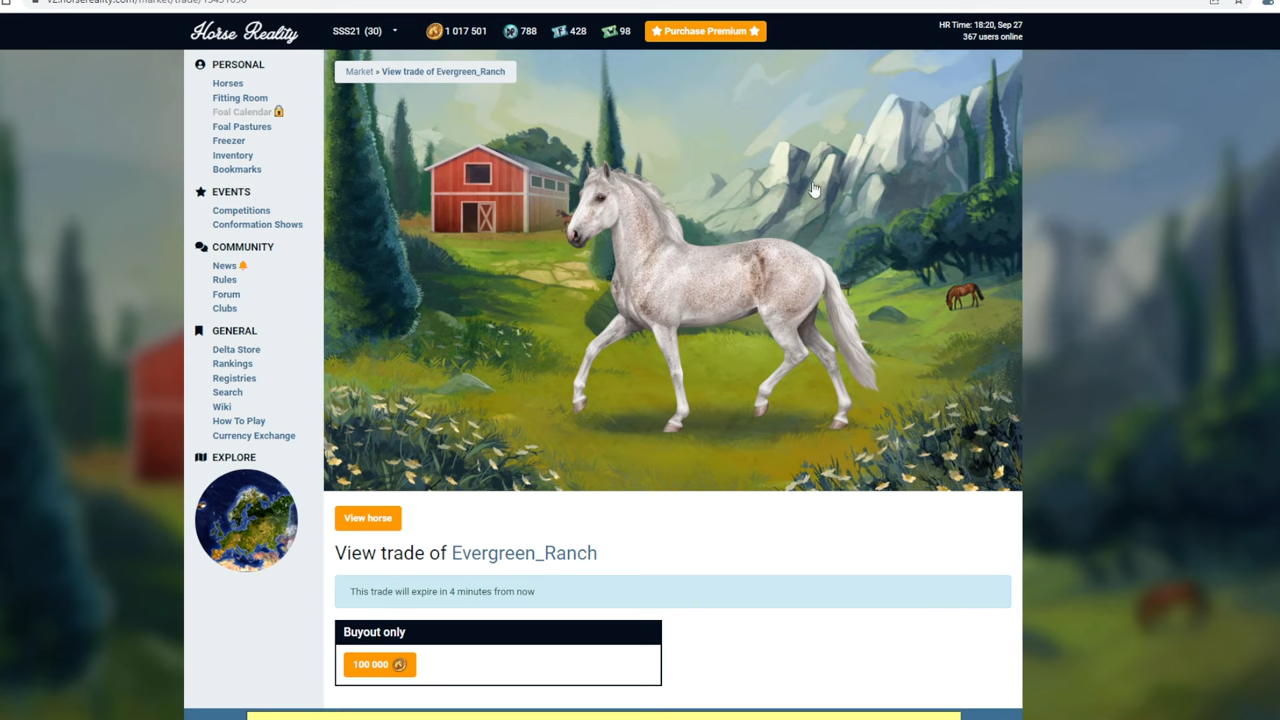 Horse Reality
SSS21 (30)
1 017 501
788
428
98
Purchase Premium
HR Time: 18:20, Sep 27
367 users online
PERSONAL
Horses
Fitting Room
Foal Calendar
Foal Pastures
Freezer
Inventory
Bookmarks
EVENTS
Competitions
Conformation Shows
COMMUNITY
News
Rules
Forum
Clubs
GENERAL
Delta Store
Rankings
Registries
Search
Wiki
How To Play
Currency Exchange
EXPLORE
Market » View trade of Evergreen_Ranch
View horse
View trade of Evergreen_Ranch
This trade will expire in 4 minutes from now
Buyout only
100 000